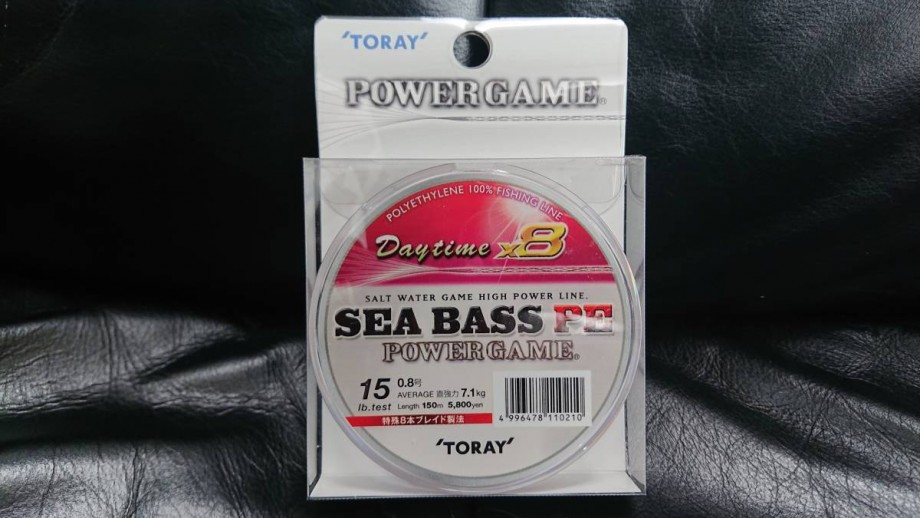 'TORAY'
POWERGAME®
POLYETHYLENE 100% FISHING LINE
Daytime x8
SALT WATER GAME HIGH POWER LINE.
SEA BASS PE
POWERGAME®
15 lb.test
0.8号
AVERAGE 直強力 7.1kg
Length 150m 5,800yen
4 996478 110210
特殊8本ブレイド製法
'TORAY'